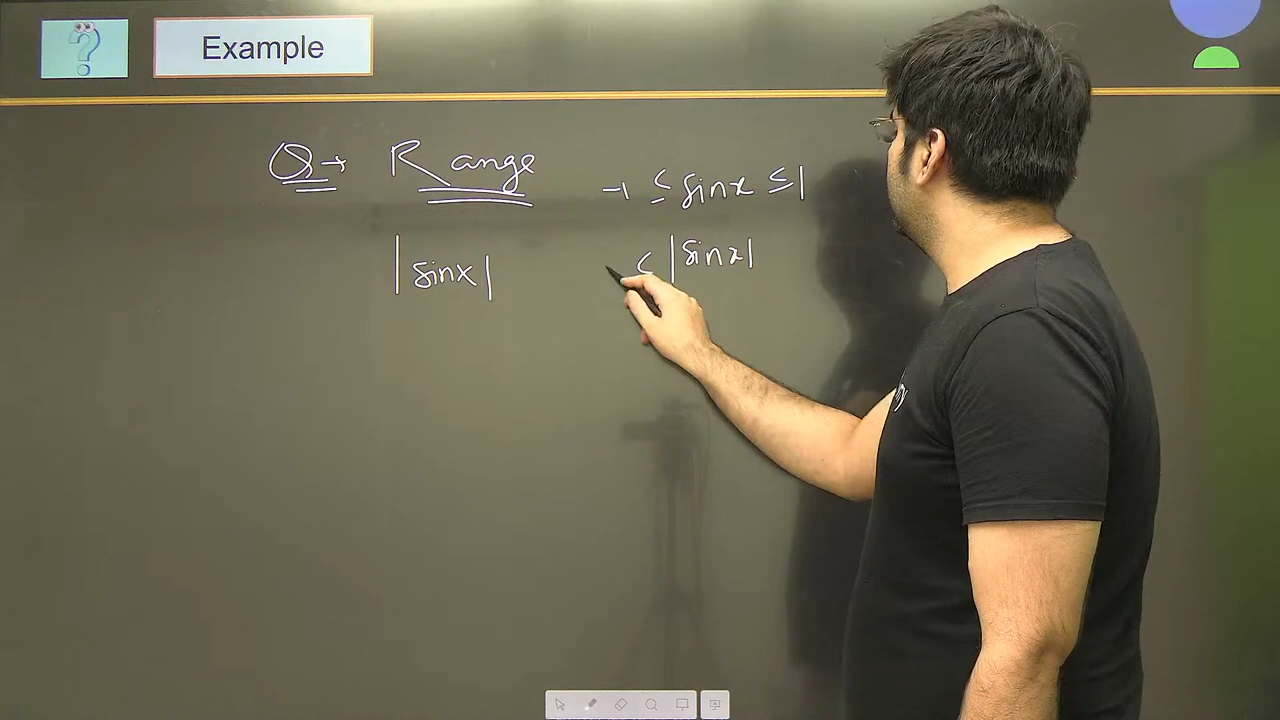 Example
Q→ Range
-1 ≤ sinx ≤ 1
|sinx|
≤ |sinx|